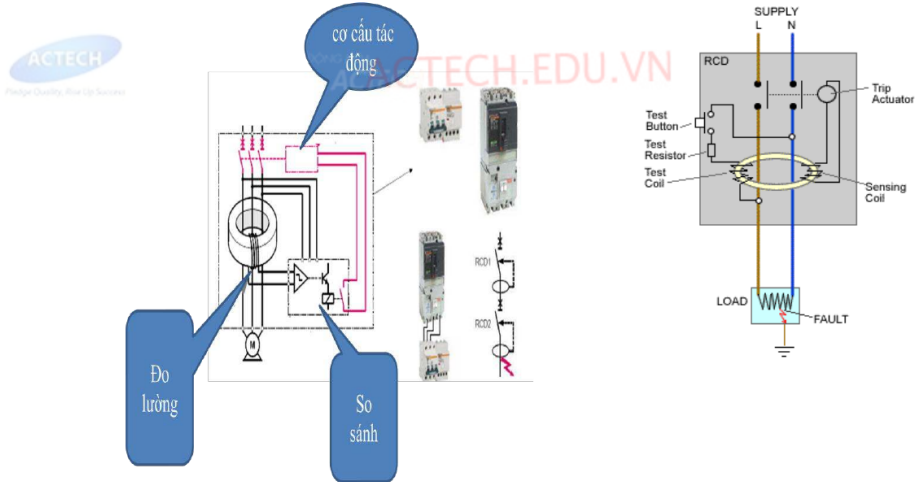 ACTECH
Pledge Quality, Rise Up Success
cơ cấu tác
động
ACTECH.EDU.VN
M
RCD1
RCD2
Đo
lường
So
sánh
SUPPLY
L N
RCD
Trip
Actuator
Test
Button
Test
Resistor
Test
Coil
Sensing
Coil
LOAD
FAULT